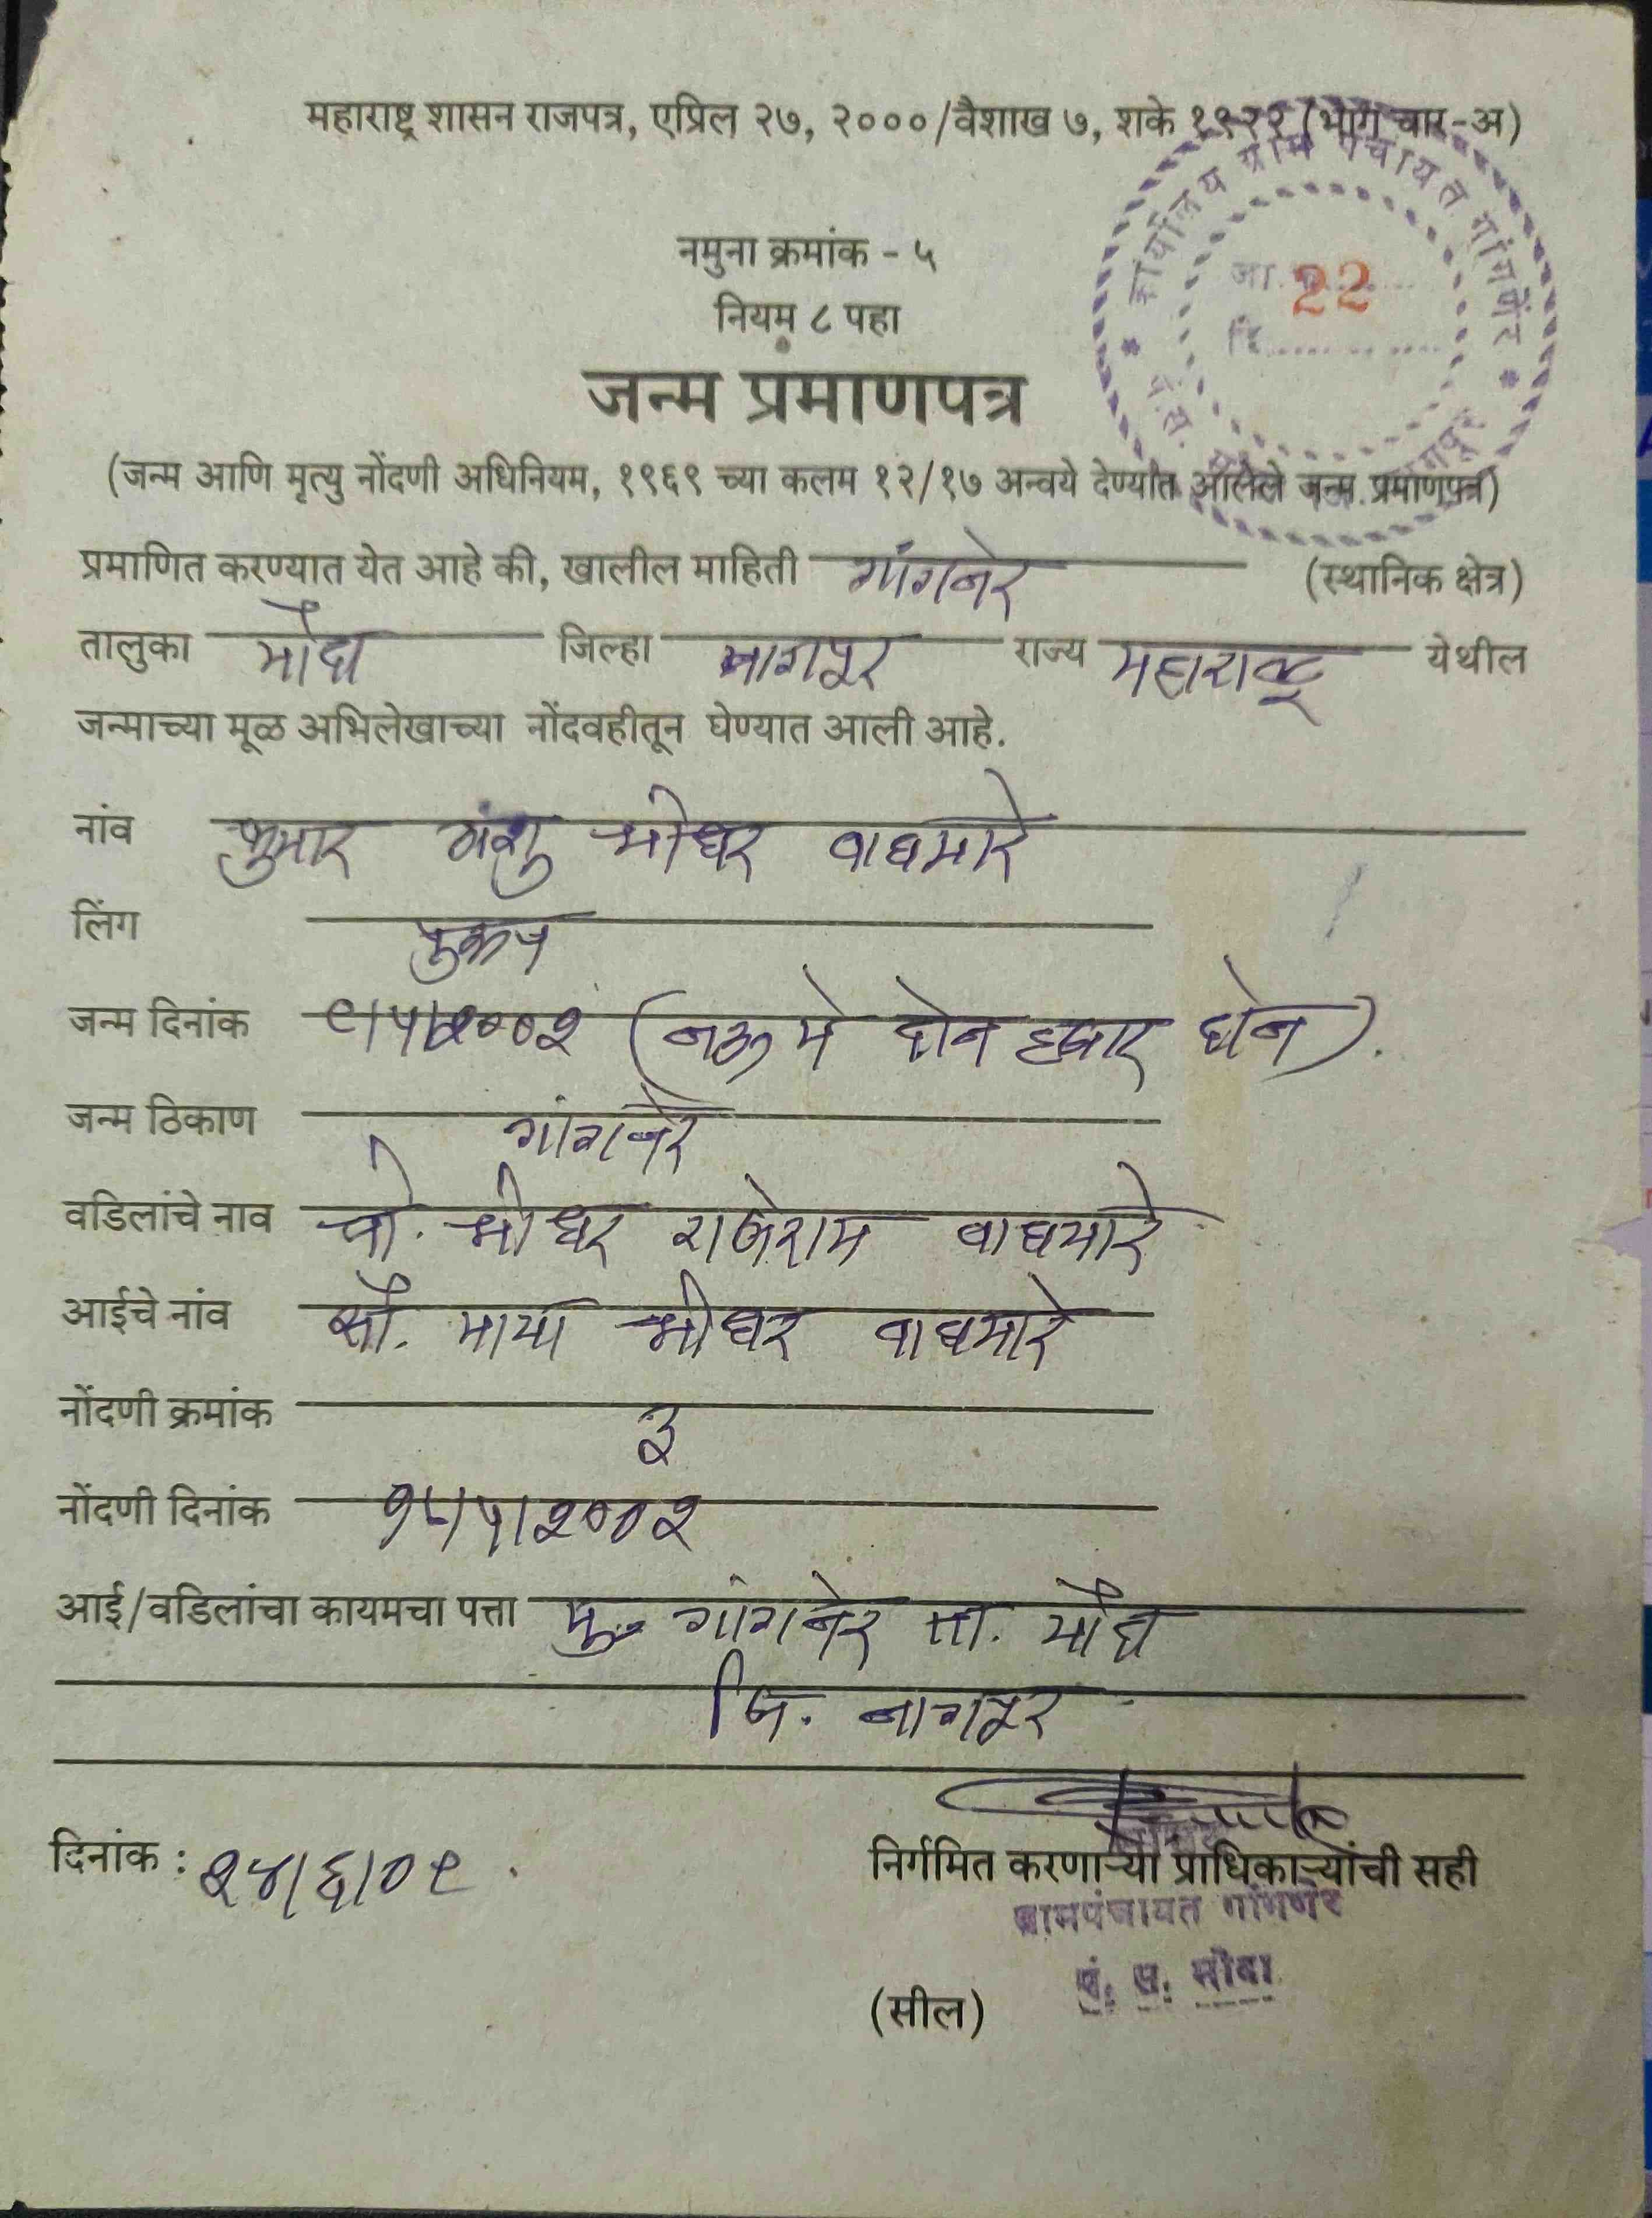 महाराष्ट्र शासन राजपत्र, एप्रिल २७, २०००/वैशाख ७, शके १९२२ (भाग चार-अ)
कार्यालय ग्राम पंचायत गांगनेर
जा. क्र. 22
दि.
नमुना क्रमांक - ५
नियम ८ पहा
जन्म प्रमाणपत्र
(जन्म आणि मृत्यु नोंदणी अधिनियम, १९६९ च्या कलम १२/१७ अन्वये देण्यात आलेले जन्म प्रमाणपत्र)
प्रमाणित करण्यात येत आहे की, खालील माहिती गांगनेर (स्थानिक क्षेत्र)
तालुका मौदा जिल्हा नागपूर राज्य महाराष्ट्र येथील
जन्माच्या मूळ अभिलेखाच्या नोंदवहीतून घेण्यात आली आहे.
नांव कुमार श्रीधर वाघमारे
लिंग पुरूष
जन्म दिनांक ९/५/२००२ (नऊ मे दोन हजार दोन).
जन्म ठिकाण गांगनेर
वडिलांचे नाव श्री. श्रीधर राजेराम वाघमारे
आईचे नांव सौ. माया श्रीधर वाघमारे
नोंदणी क्रमांक ३
नोंदणी दिनांक १८/५/२००२
आई/वडिलांचा कायमचा पत्ता मु. गांगनेर ता. मौदा
जि. नागपूर
दिनांक : २४/६/०९.
निर्गमित करणाऱ्या प्राधिकाऱ्यांची सही
ग्रामपंचायत गांगनेर
पं. स. मौदा
(सील)